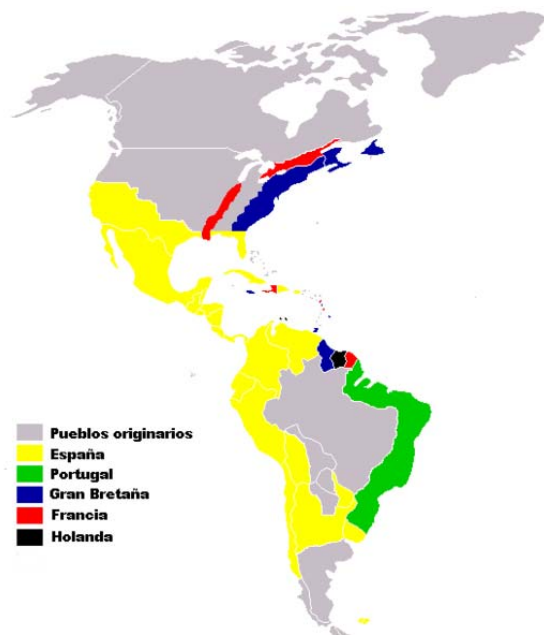 Pueblos originarios
España
Portugal
Gran Bretaña
Francia
Holanda